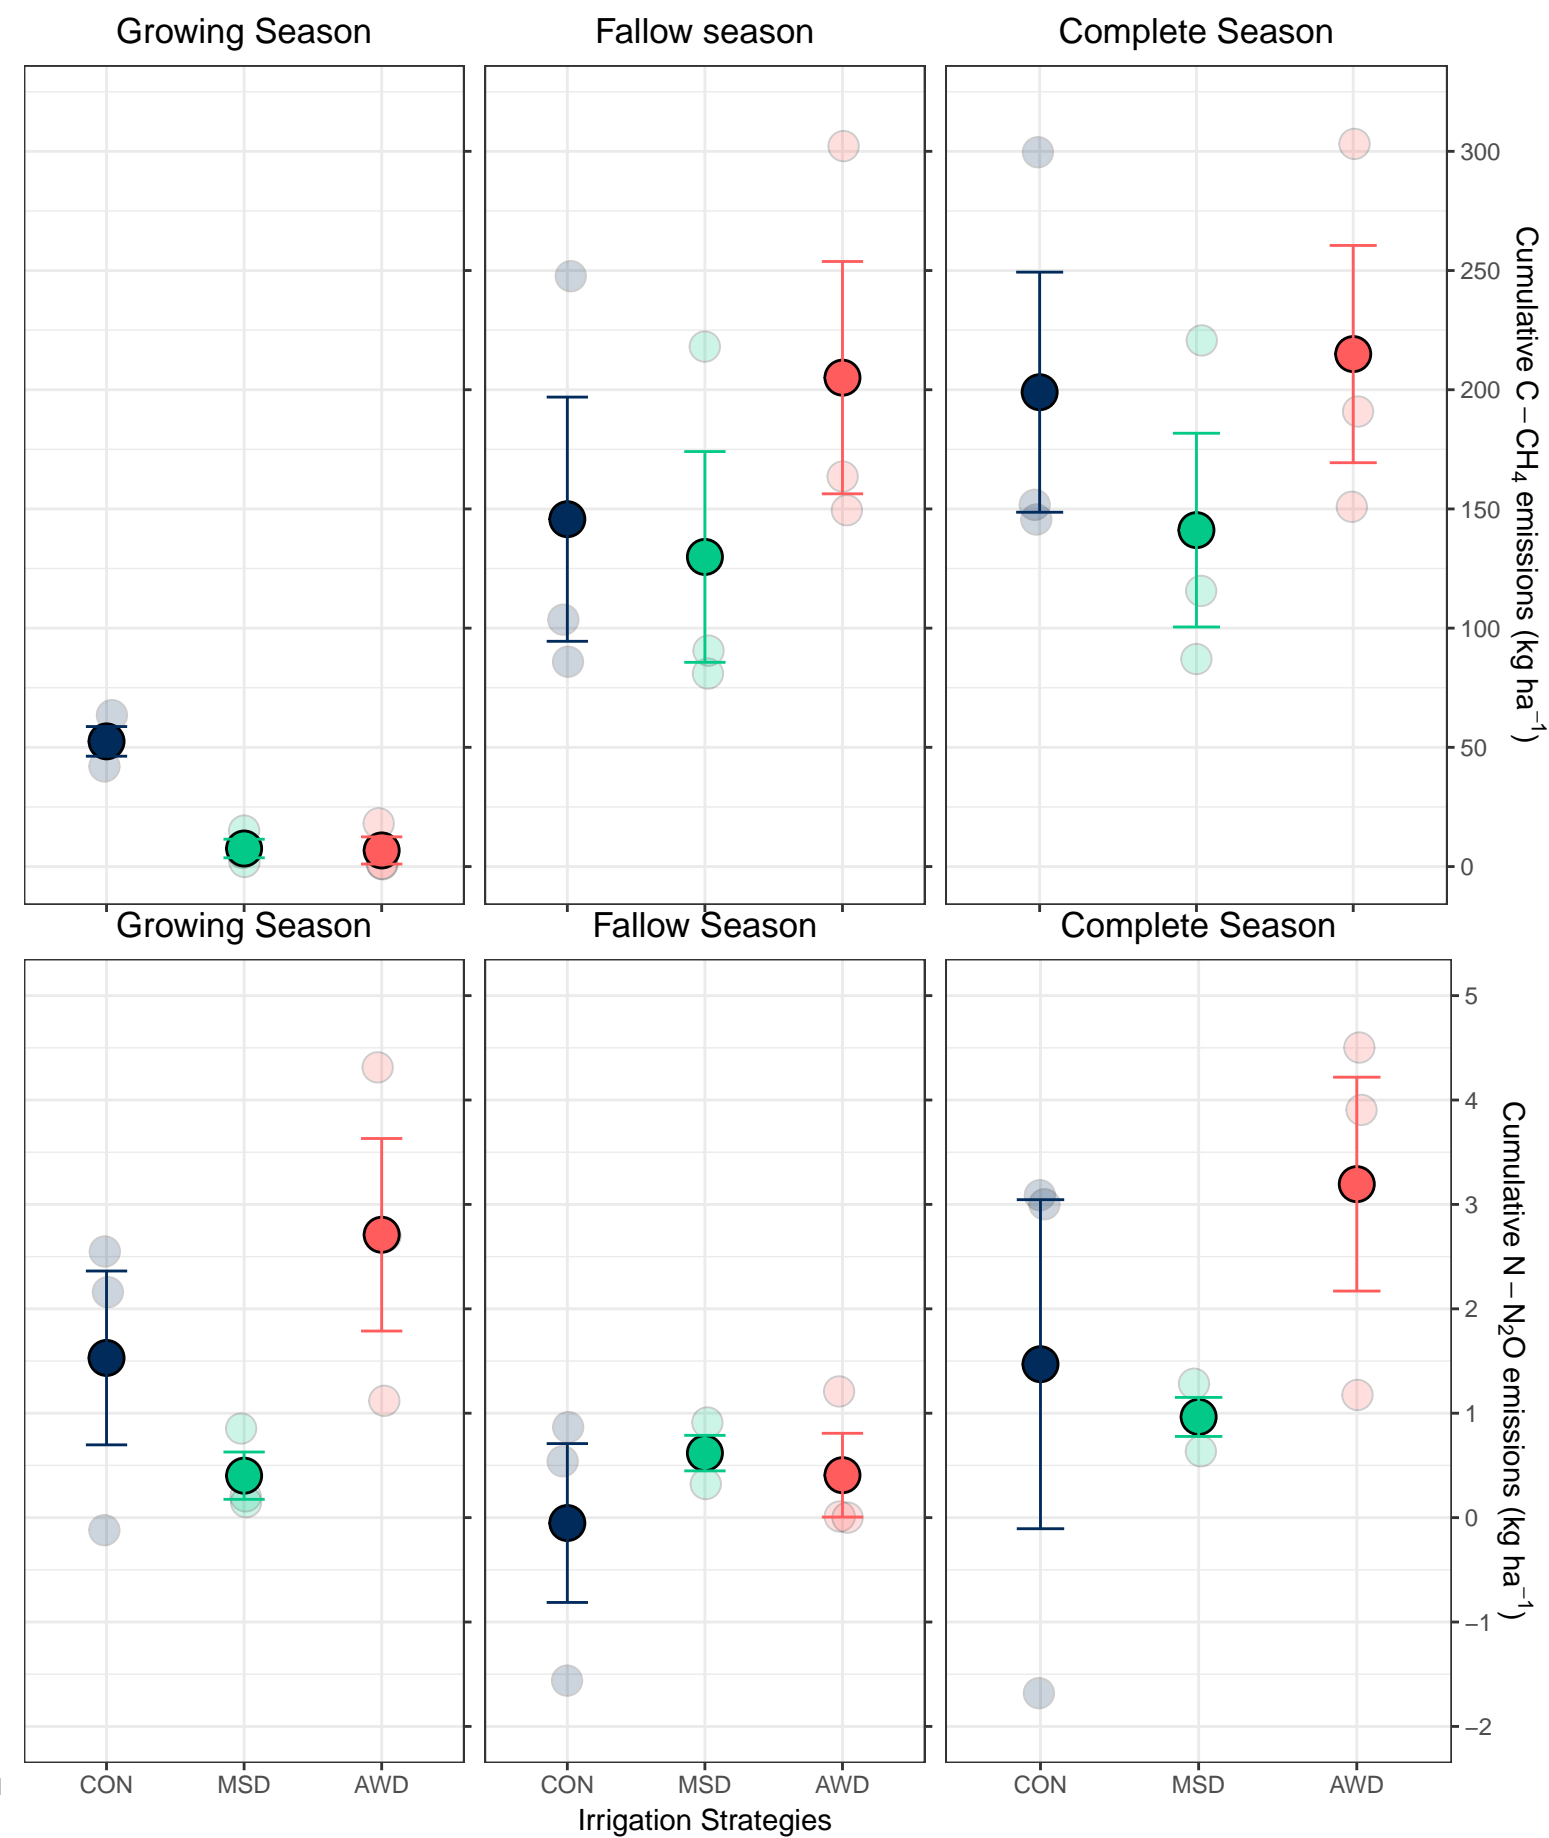 Growing Season Fallow season Complete Season
300
250
200
150
100
50
0
Cumulative C – CH₄ emissions (kg ha⁻¹)
Growing Season Fallow Season Complete Season
5
4
3
2
1
0
−1
−2
Cumulative N – N₂O emissions (kg ha⁻¹)
CON MSD AWD CON MSD AWD CON MSD AWD
Irrigation Strategies